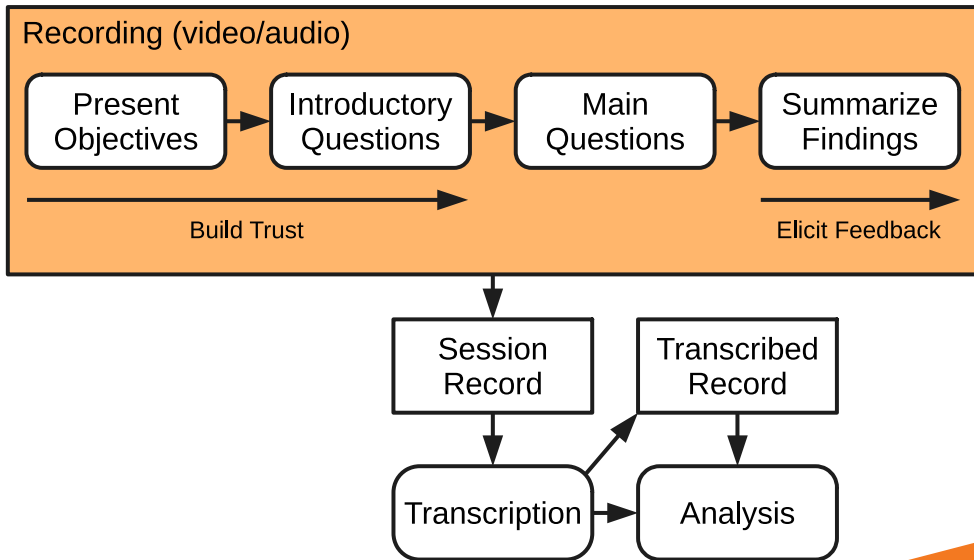 Recording (video/audio)
Present
Objectives
Introductory
Questions
Main
Questions
Summarize
Findings
Build Trust
Elicit Feedback
Session
Record
Transcribed
Record
Transcription
Analysis